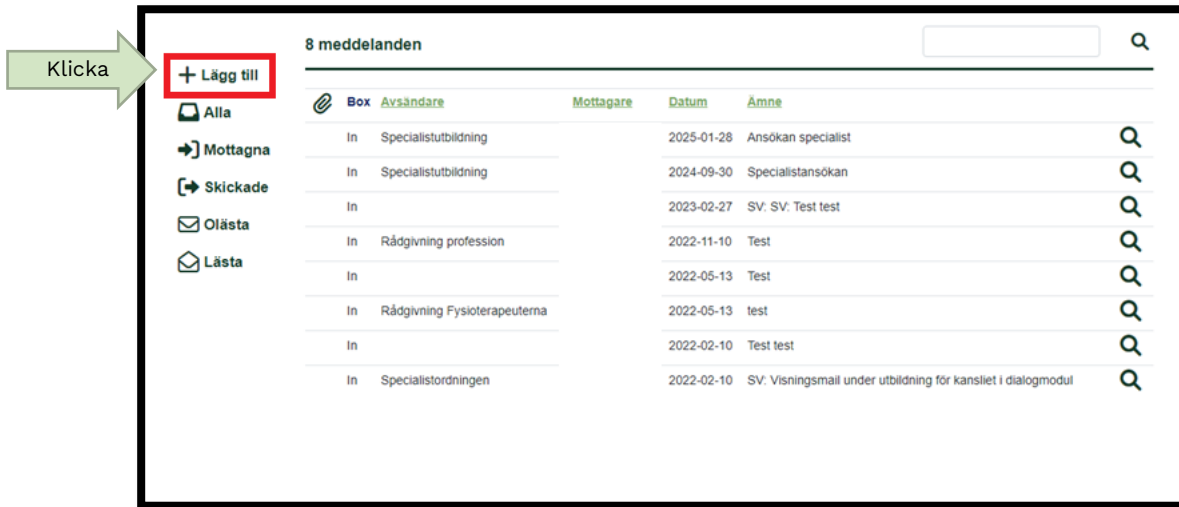 8 meddelanden
Klicka
Lägg till
Alla
Mottagna
Skickade
Olästa
Lästa
Box Avsändare Mottagare Datum Ämne
In Specialistutbildning 2025-01-28 Ansökan specialist
In Specialistutbildning 2024-09-30 Specialistansökan
In 2023-02-27 SV: SV: Test test
In Rådgivning profession 2022-11-10 Test
In 2022-05-13 Test
In Rådgivning Fysioterapeuterna 2022-05-13 test
In 2022-02-10 Test test
In Specialistordningen 2022-02-10 SV: Visningsmail under utbildning för kansliet i dialogmodul